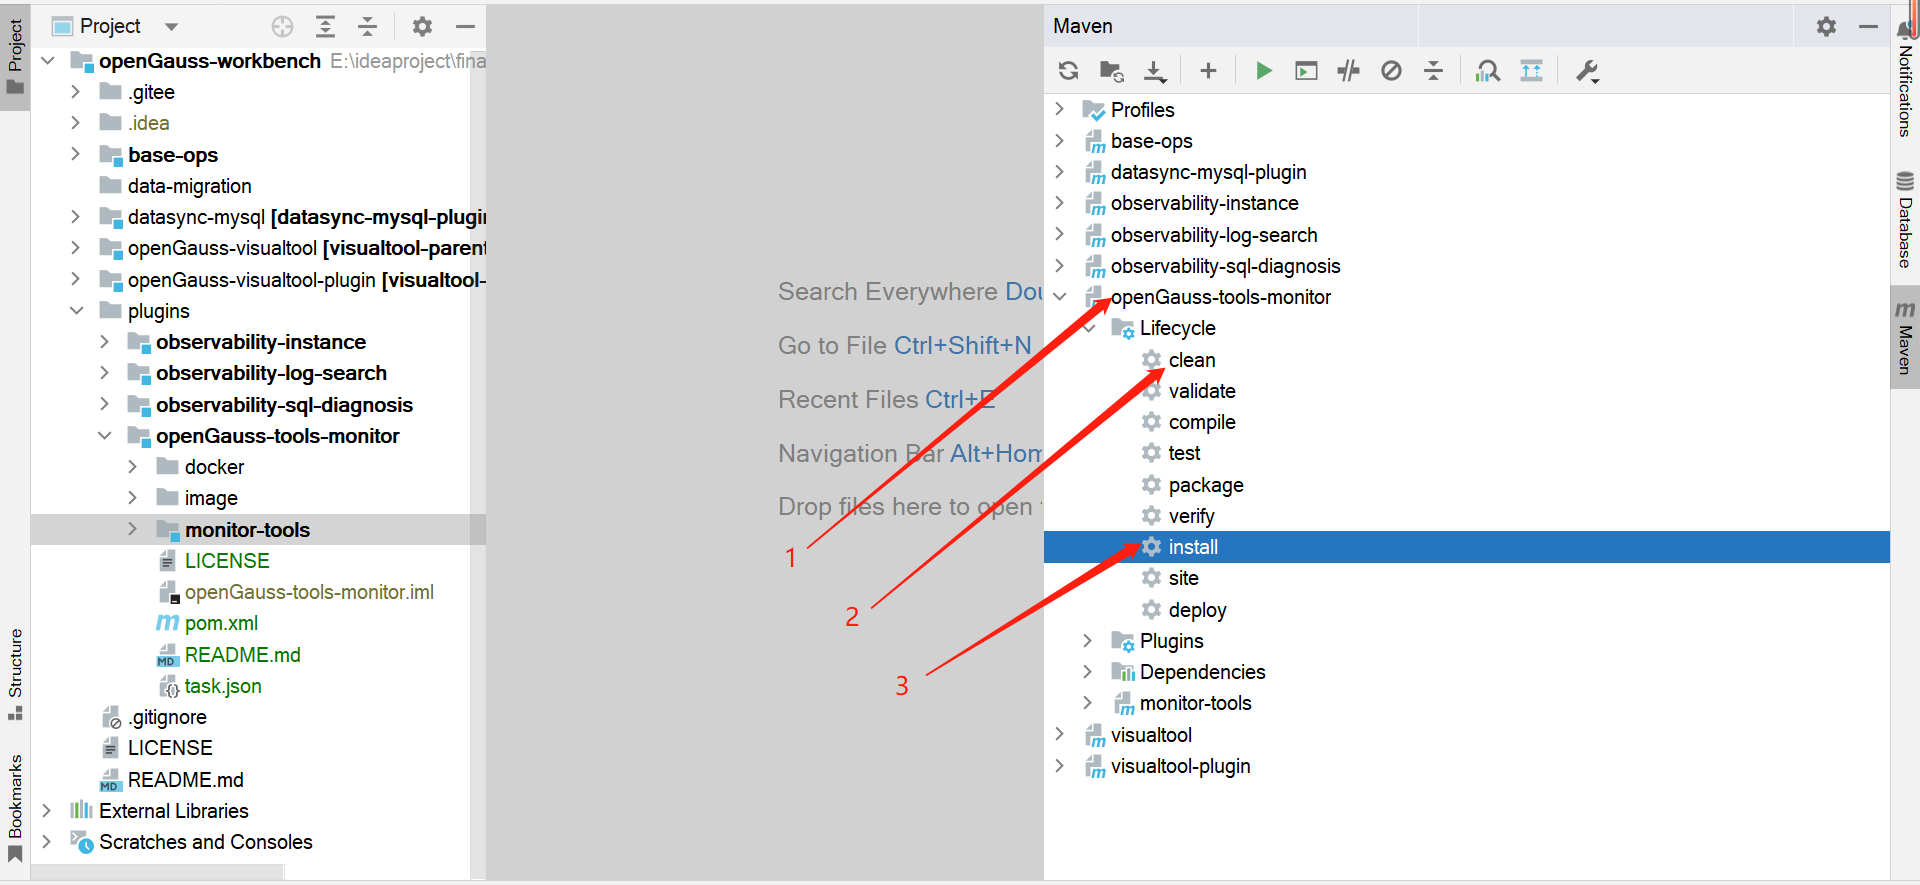 Project
Project
openGauss-workbench E:\ideaproject\fina
.gitee
.idea
base-ops
data-migration
datasync-mysql [datasync-mysql-plugin
openGauss-visualtool [visualtool-parent
openGauss-visualtool-plugin [visualtool-
plugins
observability-instance
observability-log-search
observability-sql-diagnosis
openGauss-tools-monitor
docker
image
monitor-tools
LICENSE
openGauss-tools-monitor.iml
pom.xml
README.md
task.json
.gitignore
LICENSE
README.md
External Libraries
Scratches and Consoles
Structure
Bookmarks
Search Everywhere Dou
Go to File Ctrl+Shift+N
Recent Files Ctrl+E
Navigation Bar Alt+Hom
Drop files here to open
1
2
3
Maven
Profiles
base-ops
datasync-mysql-plugin
observability-instance
observability-log-search
observability-sql-diagnosis
openGauss-tools-monitor
Lifecycle
clean
validate
compile
test
package
verify
install
site
deploy
Plugins
Dependencies
monitor-tools
visualtool
visualtool-plugin
Notifications
Database
Maven